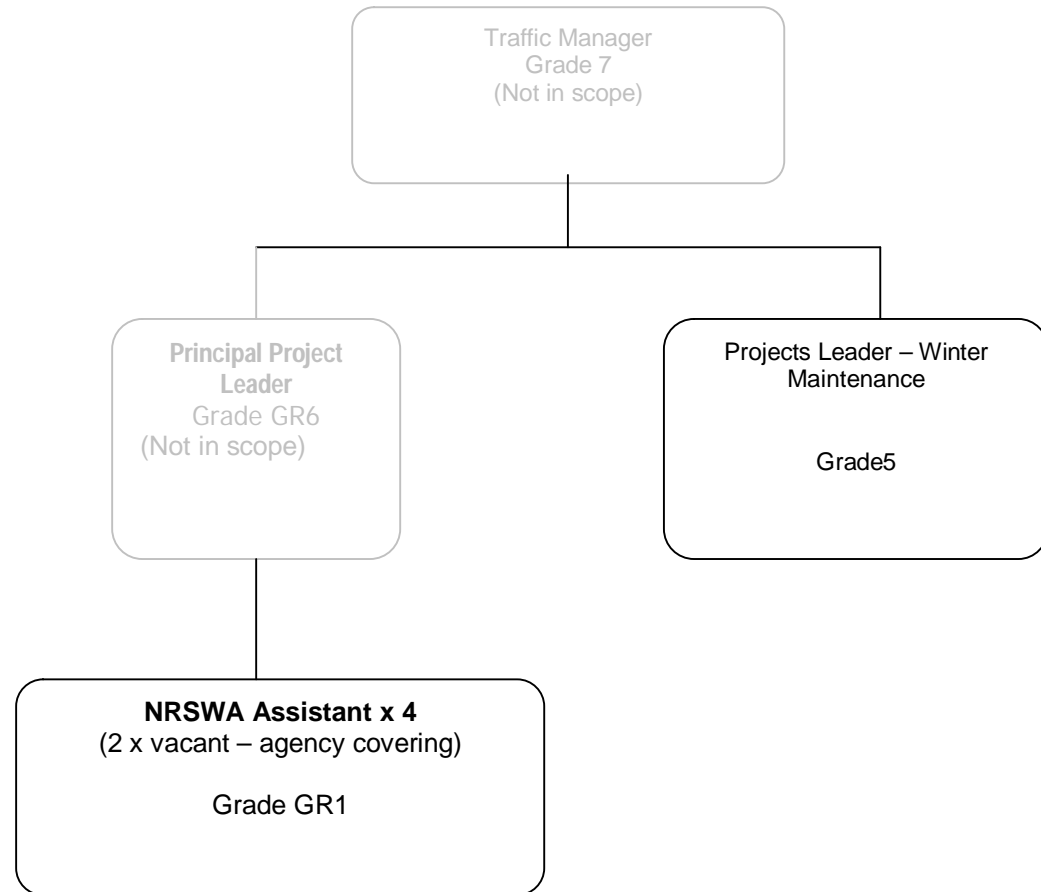 Traffic Manager
Grade 7
(Not in scope)
Principal Project
Leader
Grade GR6
(Not in scope)
Projects Leader – Winter
Maintenance
Grade5
NRSWA Assistant x 4
(2 x vacant – agency covering)
Grade GR1